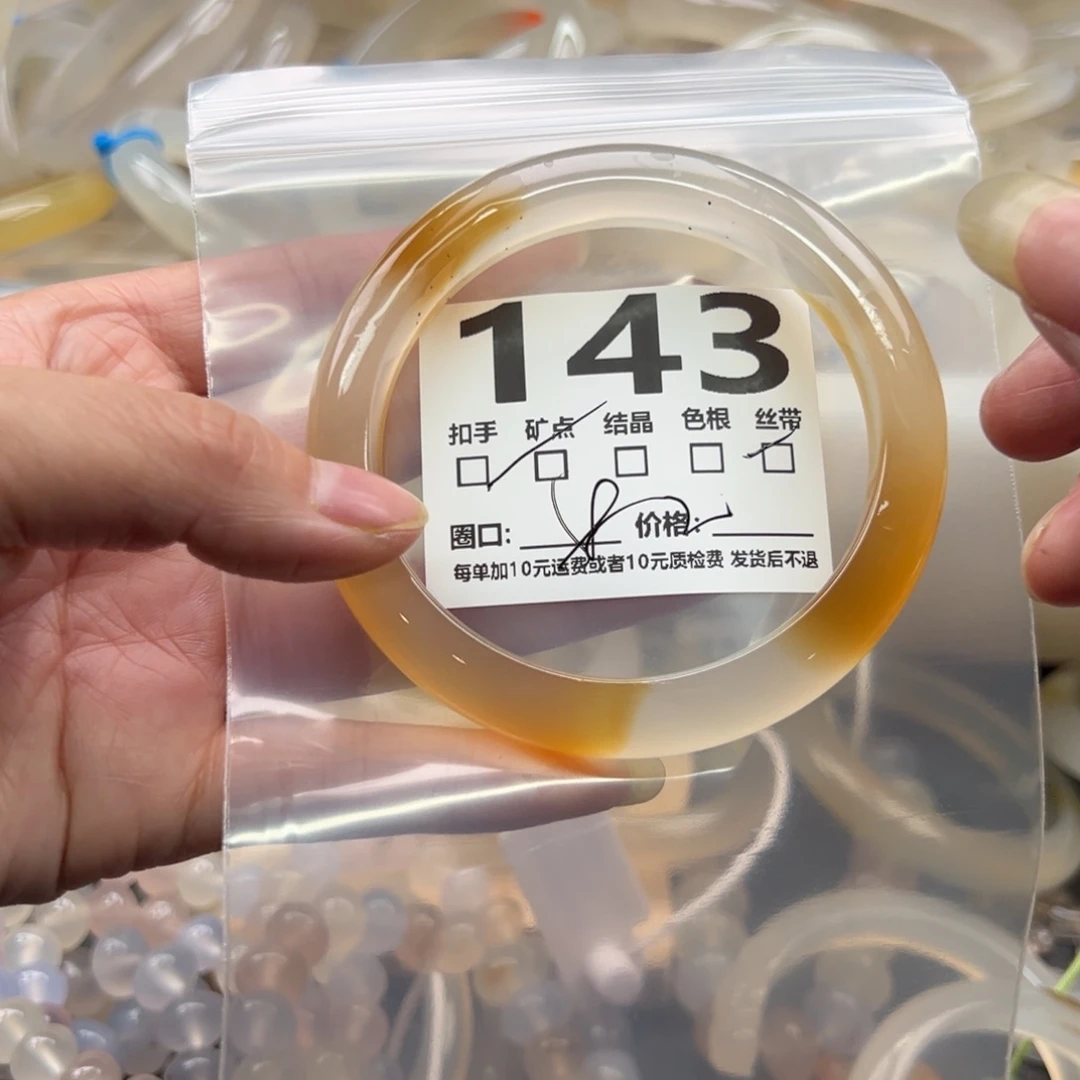 143
扣手 矿点 结晶 色根 丝带
圈口: 价格:
每单加10元运费或者10元质检费 发货后不退